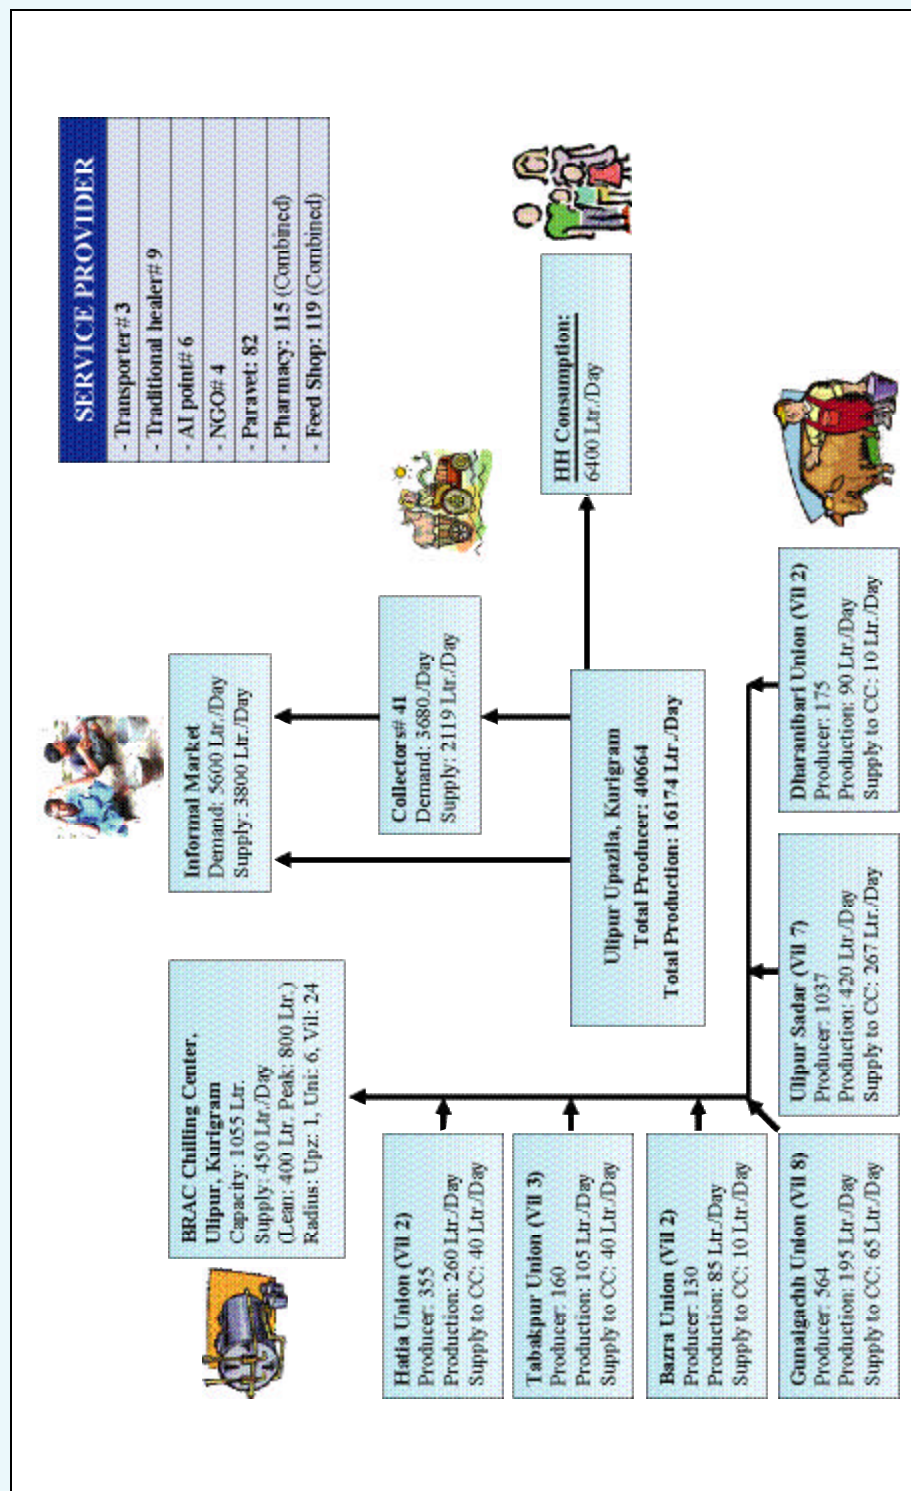 SERVICE PROVIDER
- Transporter# 3
- Traditional healer# 9
- AI point# 6
- NGO# 4
- Paravet: 82
- Pharmacy: 115 (Combined)
- Feed Shop: 119 (Combined)
BRAC Chilling Center,
Ulipur, Kurigram
Capacity: 1055 Ltr.
Supply: 450 Ltr./Day
(Lean: 400 Ltr. Peak: 800 Ltr.)
Radius: Upz: 1, Uni: 6, Vil: 24
Informal Market
Demand: 5600 Ltr./Day
Supply: 3800 Ltr./Day
Collectors# 41
Demand: 3680./Day
Supply: 2119 Ltr./Day
HH Consumption:
6400 Ltr./Day
Ulipur Upazila, Kurigram
Total Producer: 40664
Total Production: 16174 Ltr./Day
Hatia Union (Vil 2)
Producer: 355
Production: 260 Ltr./Day
Supply to CC: 40 Ltr./Day
Tabakpur Union (Vil 3)
Producer: 160
Production: 105 Ltr./Day
Supply to CC: 40 Ltr./Day
Bazra Union (Vil 2)
Producer: 130
Production: 85 Ltr./Day
Supply to CC: 10 Ltr./Day
Gunaigachh Union (Vil 8)
Producer: 564
Production: 195 Ltr./Day
Supply to CC: 65 Ltr./Day
Ulipur Sadar (Vil 7)
Producer: 1037
Production: 420 Ltr./Day
Supply to CC: 267 Ltr./Day
Dharanibari Union (Vil 2)
Producer: 175
Production: 90 Ltr./Day
Supply to CC: 10 Ltr./Day